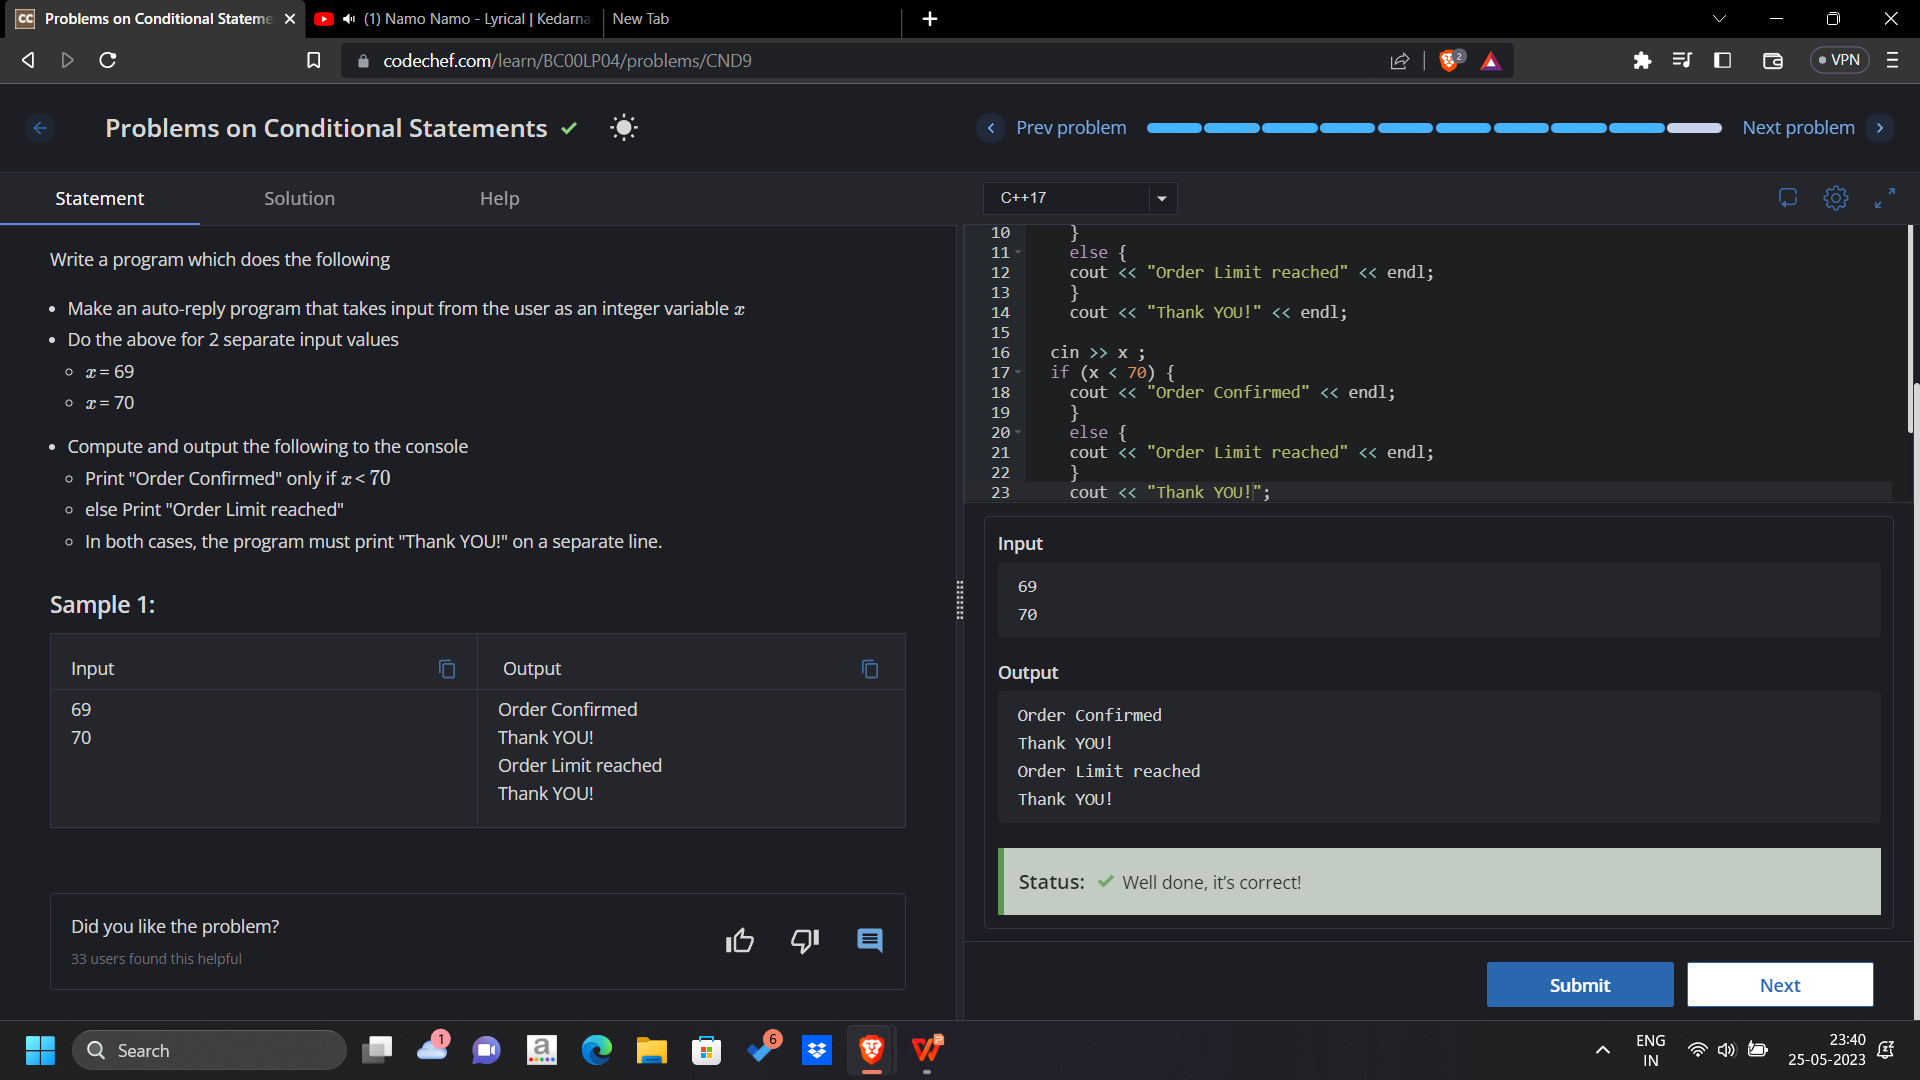 Problems on Conditional Stateme
(1) Namo Namo - Lyrical | Kedarna
New Tab
codechef.com/learn/BC00LP04/problems/CND9
2
VPN
Problems on Conditional Statements
Prev problem
Next problem
Statement
Solution
Help
C++17
Write a program which does the following
• Make an auto-reply program that takes input from the user as an integer variable x
• Do the above for 2 separate input values
x = 69
x = 70
• Compute and output the following to the console
Print "Order Confirmed" only if x < 70
else Print "Order Limit reached"
In both cases, the program must print "Thank YOU!" on a separate line.
Sample 1:
Input
Output
69
70
Order Confirmed
Thank YOU!
Order Limit reached
Thank YOU!
Did you like the problem?
33 users found this helpful
10 }
11 else {
12 cout << "Order Limit reached" << endl;
13 }
14 cout << "Thank YOU!" << endl;
15
16 cin >> x ;
17 if (x < 70) {
18 cout << "Order Confirmed" << endl;
19 }
20 else {
21 cout << "Order Limit reached" << endl;
22 }
23 cout << "Thank YOU!";
Input
69
70
Output
Order Confirmed
Thank YOU!
Order Limit reached
Thank YOU!
Status: Well done, it's correct!
Submit
Next
Search
1
6
ENG
IN
23:40
25-05-2023